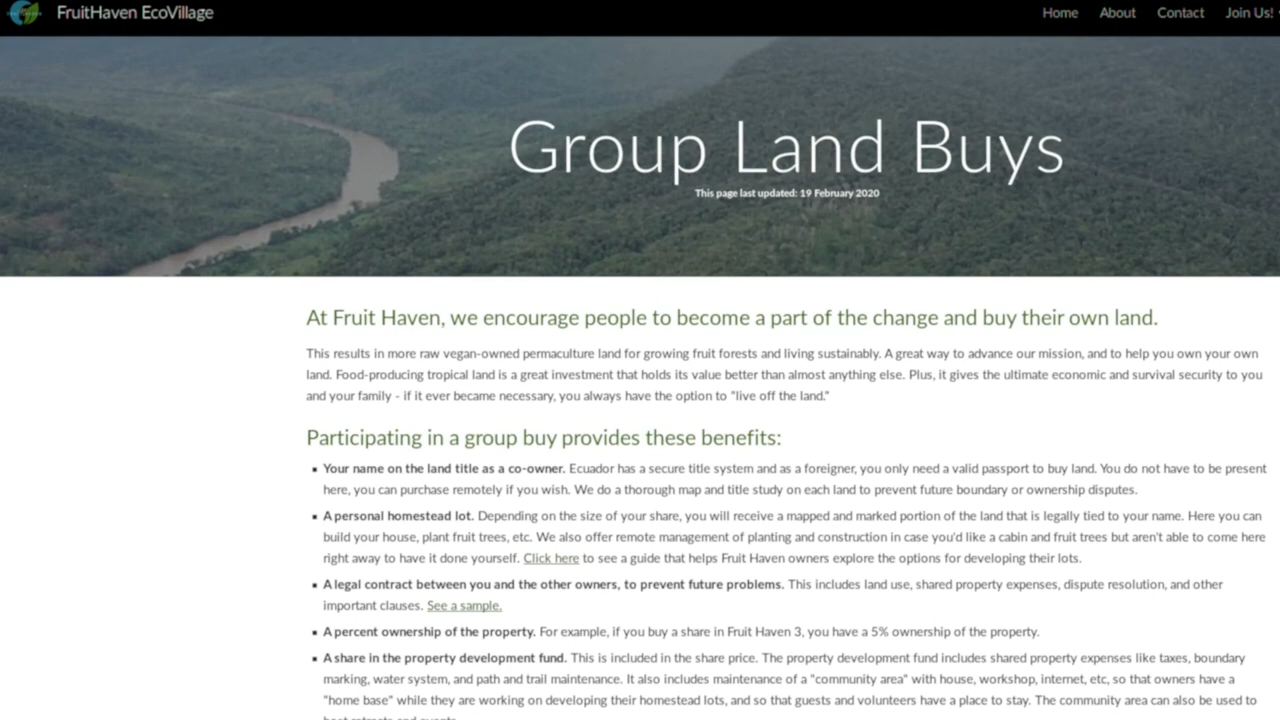 FruitHaven EcoVillage
Home About Contact Join Us!
Group Land Buys
This page last updated: 19 February 2020
At Fruit Haven, we encourage people to become a part of the change and buy their own land.
This results in more raw vegan-owned permaculture land for growing fruit forests and living sustainably. A great way to advance our mission, and to help you own your own
land. Food-producing tropical land is a great investment that holds its value better than almost anything else. Plus, it gives the ultimate economic and survival security to you
and your family - if it ever became necessary, you always have the option to "live off the land."
Participating in a group buy provides these benefits:
▪ Your name on the land title as a co-owner. Ecuador has a secure title system and as a foreigner, you only need a valid passport to buy land. You do not have to be present
here, you can purchase remotely if you wish. We do a thorough map and title study on each land to prevent future boundary or ownership disputes.
▪ A personal homestead lot. Depending on the size of your share, you will receive a mapped and marked portion of the land that is legally tied to your name. Here you can
build your house, plant fruit trees, etc. We also offer remote management of planting and construction in case you'd like a cabin and fruit trees but aren't able to come here
right away to have it done yourself. Click here to see a guide that helps Fruit Haven owners explore the options for developing their lots.
▪ A legal contract between you and the other owners, to prevent future problems. This includes land use, shared property expenses, dispute resolution, and other
important clauses. See a sample.
▪ A percent ownership of the property. For example, if you buy a share in Fruit Haven 3, you have a 5% ownership of the property.
▪ A share in the property development fund. This is included in the share price. The property development fund includes shared property expenses like taxes, boundary
marking, water system, and path and trail maintenance. It also includes maintenance of a "community area" with house, workshop, internet, etc, so that owners have a
"home base" while they are working on developing their homestead lots, and so that guests and volunteers have a place to stay. The community area can also be used to